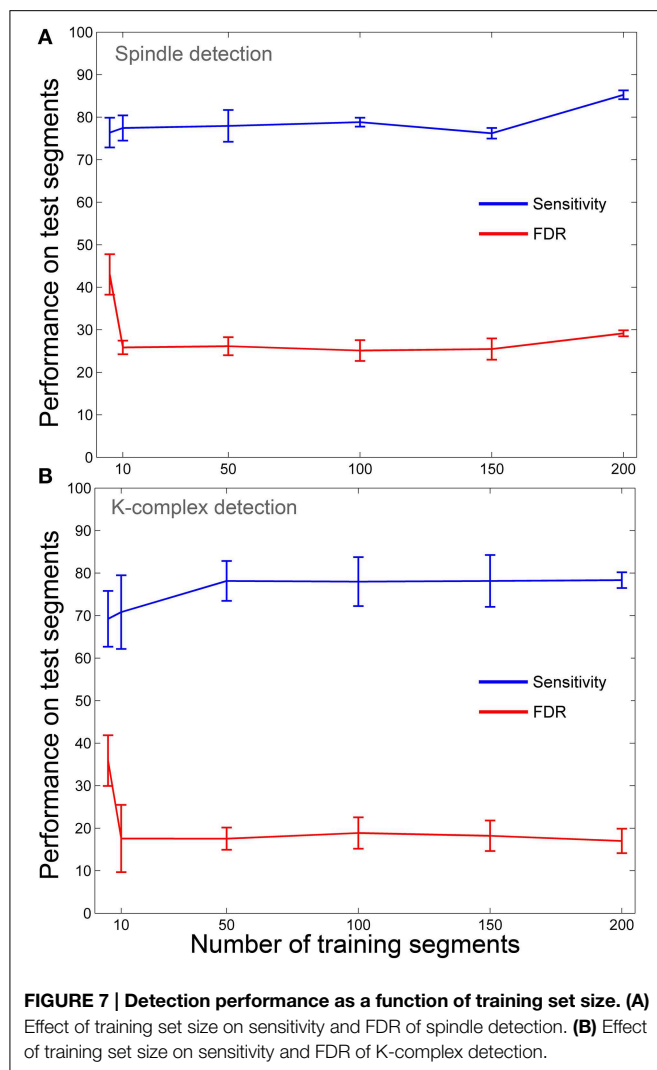 A
Spindle detection
100
90
80
70
60
50
40
30
20
10
0
Performance on test segments
Sensitivity
FDR
10 50 100 150 200
B
K-complex detection
100
90
80
70
60
50
40
30
20
10
0
Performance on test segments
Sensitivity
FDR
10 50 100 150 200
Number of training segments
FIGURE 7 | Detection performance as a function of training set size. (A)
Effect of training set size on sensitivity and FDR of spindle detection. (B) Effect
of training set size on sensitivity and FDR of K-complex detection.